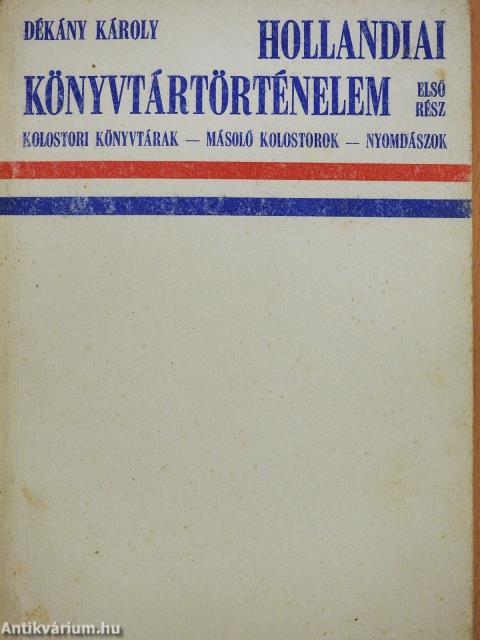 DÉKÁNY KÁROLY HOLLANDIAI
KÖNYVTÁRTÖRTÉNELEM ELSŐ RÉSZ
KOLOSTORI KÖNYVTÁRAK — MÁSOLÓ KOLOSTOROK — NYOMDÁSZOK
Antikvárium.hu